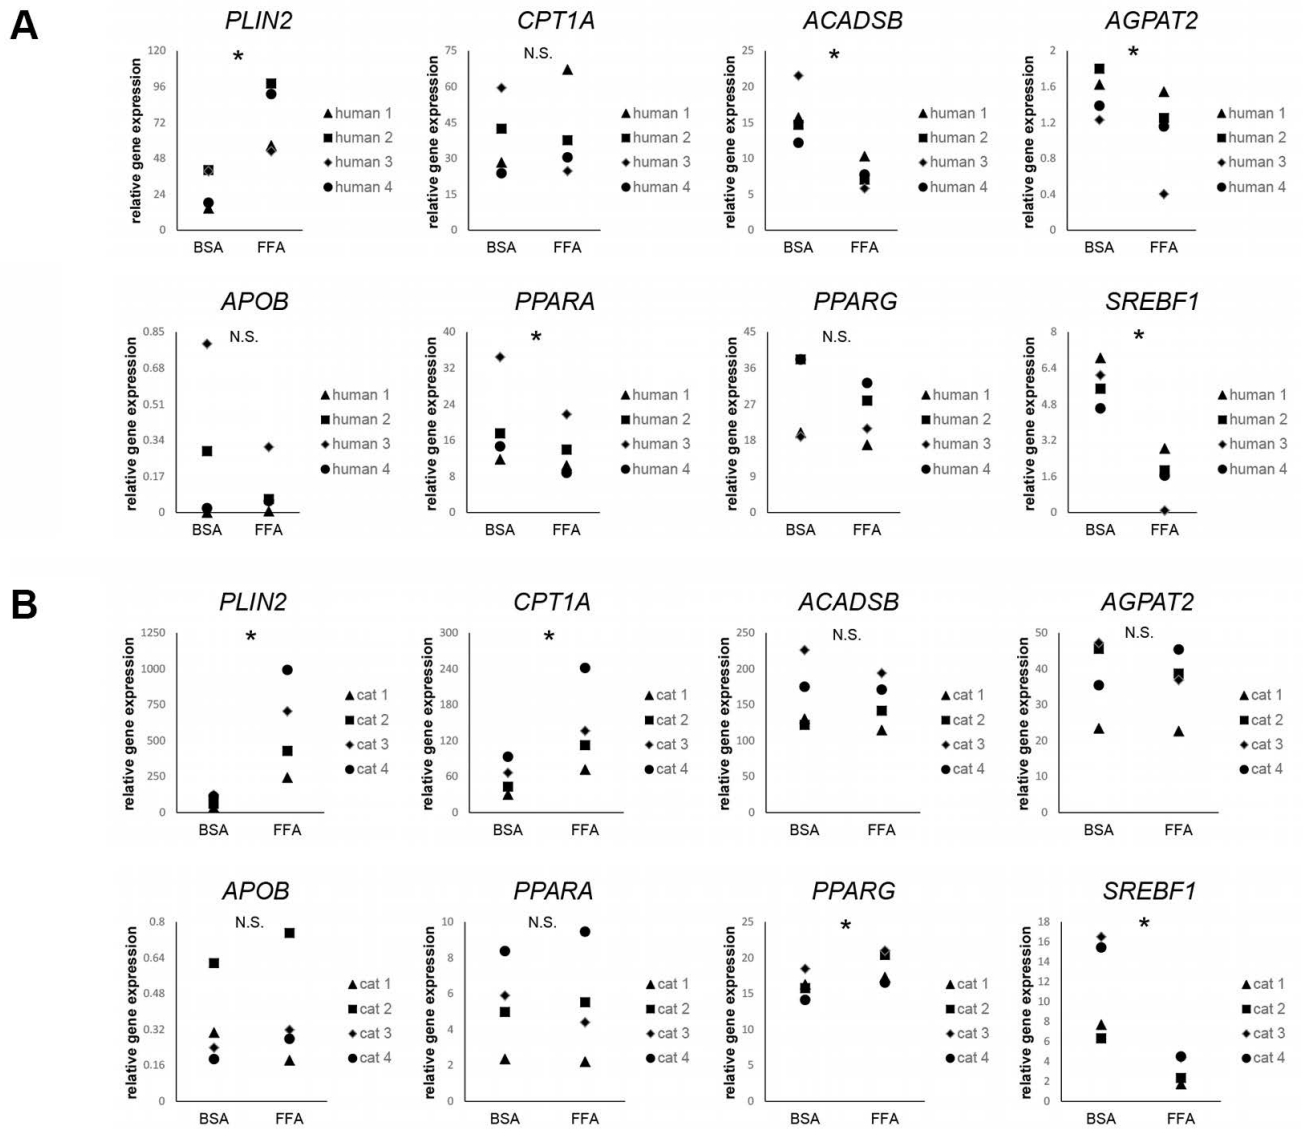 A
PLIN2
*
relative gene expression
120
96
72
48
24
0
BSA FFA
human 1
human 2
human 3
human 4
CPT1A
N.S.
relative gene expression
75
60
45
30
15
0
BSA FFA
human 1
human 2
human 3
human 4
ACADSB
*
relative gene expression
25
20
15
10
5
0
BSA FFA
human 1
human 2
human 3
human 4
AGPAT2
*
relative gene expression
2
1.6
1.2
0.8
0.4
0
BSA FFA
human 1
human 2
human 3
human 4
APOB
N.S.
relative gene expression
0.85
0.68
0.51
0.34
0.17
0
BSA FFA
human 1
human 2
human 3
human 4
PPARA
*
relative gene expression
40
32
24
16
8
0
BSA FFA
human 1
human 2
human 3
human 4
PPARG
N.S.
relative gene expression
45
36
27
18
9
0
BSA FFA
human 1
human 2
human 3
human 4
SREBF1
*
relative gene expression
8
6.4
4.8
3.2
1.6
0
BSA FFA
human 1
human 2
human 3
human 4
B
PLIN2
*
relative gene expression
1250
1000
750
500
250
0
BSA FFA
cat 1
cat 2
cat 3
cat 4
CPT1A
*
relative gene expression
300
240
180
120
60
0
BSA FFA
cat 1
cat 2
cat 3
cat 4
ACADSB
N.S.
relative gene expression
250
200
150
100
50
0
BSA FFA
cat 1
cat 2
cat 3
cat 4
AGPAT2
N.S.
relative gene expression
50
40
30
20
10
0
BSA FFA
cat 1
cat 2
cat 3
cat 4
APOB
N.S.
relative gene expression
0.8
0.64
0.48
0.32
0.16
0
BSA FFA
cat 1
cat 2
cat 3
cat 4
PPARA
N.S.
relative gene expression
10
8
6
4
2
0
BSA FFA
cat 1
cat 2
cat 3
cat 4
PPARG
*
relative gene expression
25
20
15
10
5
0
BSA FFA
cat 1
cat 2
cat 3
cat 4
SREBF1
*
relative gene expression
18
16
14
12
10
8
6
4
2
0
BSA FFA
cat 1
cat 2
cat 3
cat 4